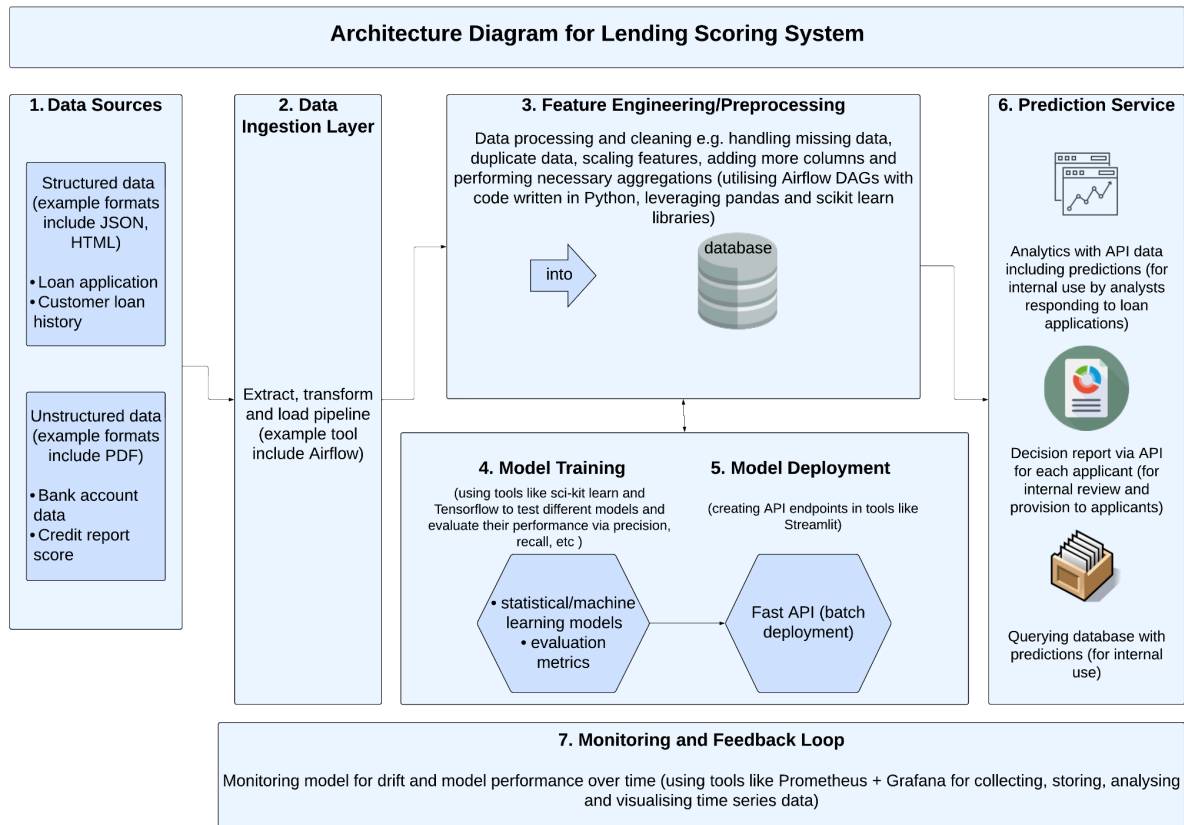 Architecture Diagram for Lending Scoring System
1. Data Sources
Structured data
(example formats
include JSON,
HTML)
• Loan application
• Customer loan
history
Unstructured data
(example formats
include PDF)
• Bank account
data
• Credit report
score
2. Data
Ingestion Layer
Extract, transform
and load pipeline
(example tool
include Airflow)
3. Feature Engineering/Preprocessing
Data processing and cleaning e.g. handling missing data,
duplicate data, scaling features, adding more columns and
performing necessary aggregations (utilising Airflow DAGs with
code written in Python, leveraging pandas and scikit learn
libraries)
into
database
4. Model Training
(using tools like sci-kit learn and
Tensorflow to test different models and
evaluate their performance via precision,
recall, etc )
• statistical/machine
learning models
• evaluation
metrics
5. Model Deployment
(creating API endpoints in tools like
Streamlit)
Fast API (batch
deployment)
6. Prediction Service
Analytics with API data
including predictions (for
internal use by analysts
responding to loan
applications)
Decision report via API
for each applicant (for
internal review and
provision to applicants)
Querying database with
predictions (for internal
use)
7. Monitoring and Feedback Loop
Monitoring model for drift and model performance over time (using tools like Prometheus + Grafana for collecting, storing, analysing
and visualising time series data)